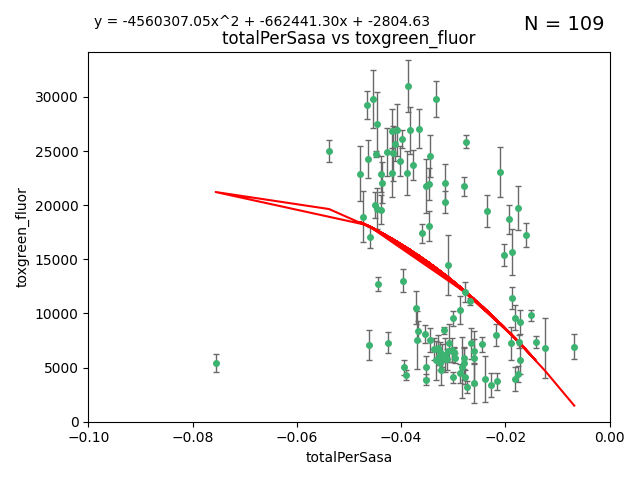 y = -4560307.05x^2 + -662441.30x + -2804.63
N = 109
totalPerSasa vs toxgreen_fluor
toxgreen_fluor
30000
25000
20000
15000
10000
5000
0
−0.10
−0.08
−0.06
−0.04
−0.02
0.00
totalPerSasa